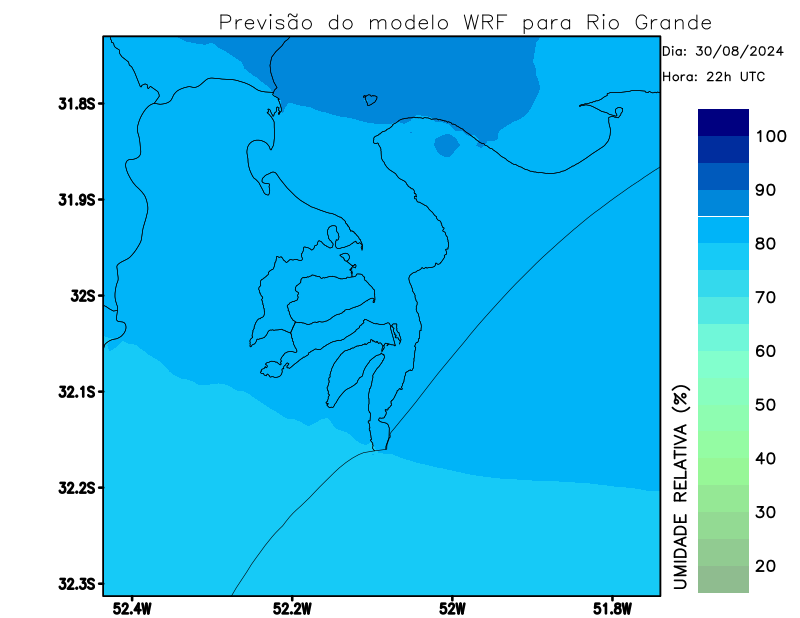 Previsão do modelo WRF para Rio Grande
Dia: 30/08/2024
Hora: 22h UTC
31.8S
31.9S
32S
32.1S
32.2S
32.3S
52.4W
52.2W
52W
51.8W
UMIDADE RELATIVA (%)
100
90
80
70
60
50
40
30
20